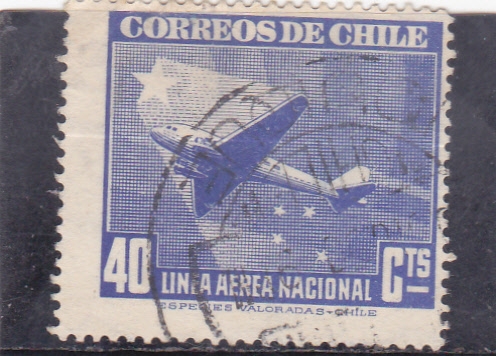 CORREOS DE CHILE
40 CTS
LINEA AEREA NACIONAL
ESPECIES VALORADAS-CHILE